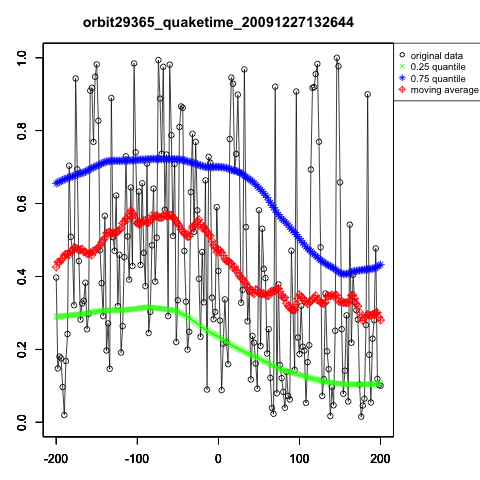 orbit29365_quaketime_20091227132644
original data
0.25 quantile
0.75 quantile
moving average
1.0
0.8
0.6
0.4
0.2
0.0
-200 -100 0 100 200